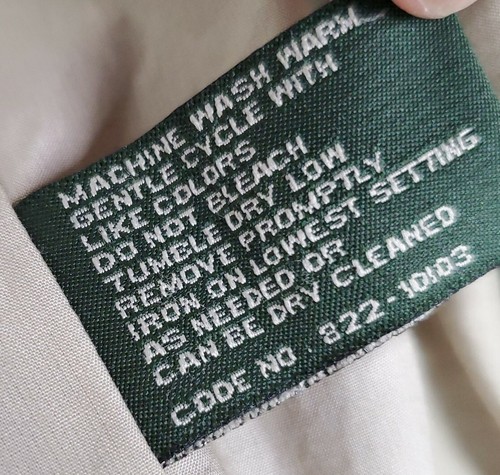 MACHINE WASH WARM
GENTLE CYCLE WITH
LIKE COLORS
DO NOT BLEACH
TUMBLE DRY LOW
REMOVE PROMPTLY
IRON ON LOWEST SETTING
AS NEEDED OR
CAN BE DRY CLEANED
CODE NO 822-10103